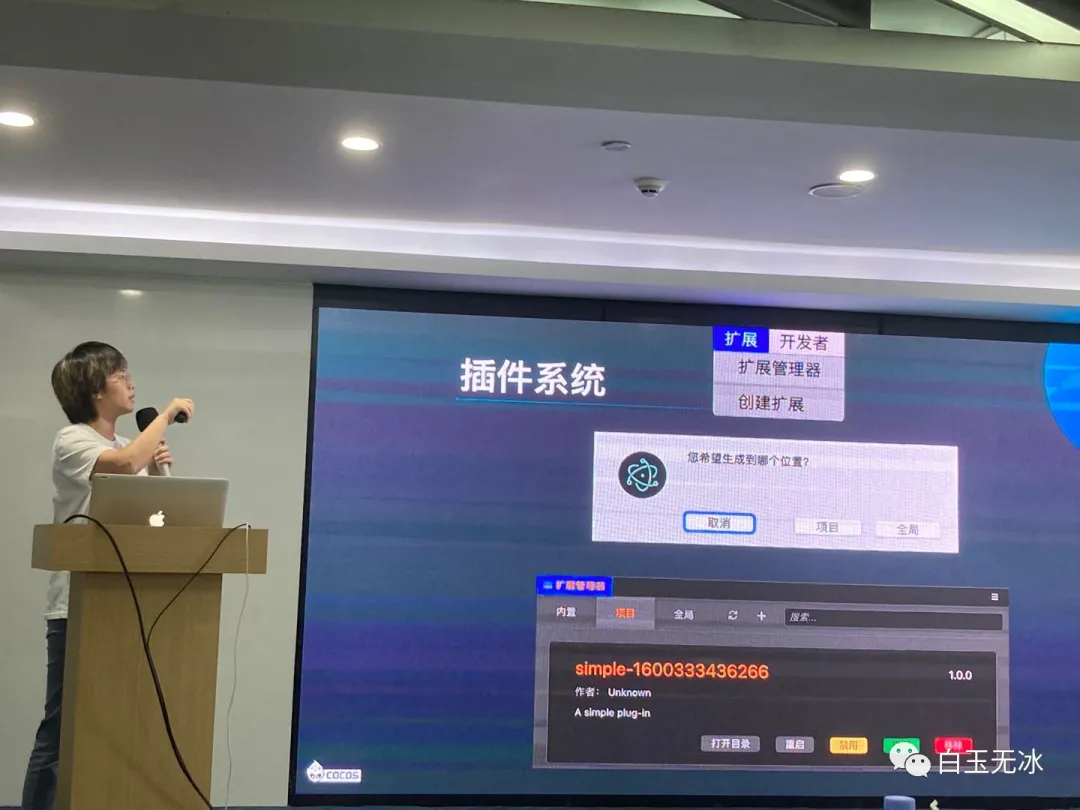 插件系统
扩展 开发者
扩展管理器
创建扩展
您希望生成到哪个位置?
取消 项目 全局
扩展管理器
内置 项目 全局 搜索...
simple-1600333436266 1.0.0
作者: Unknown
A simple plug-in
打开目录 重启 禁用 移除
COCOS
白玉无冰